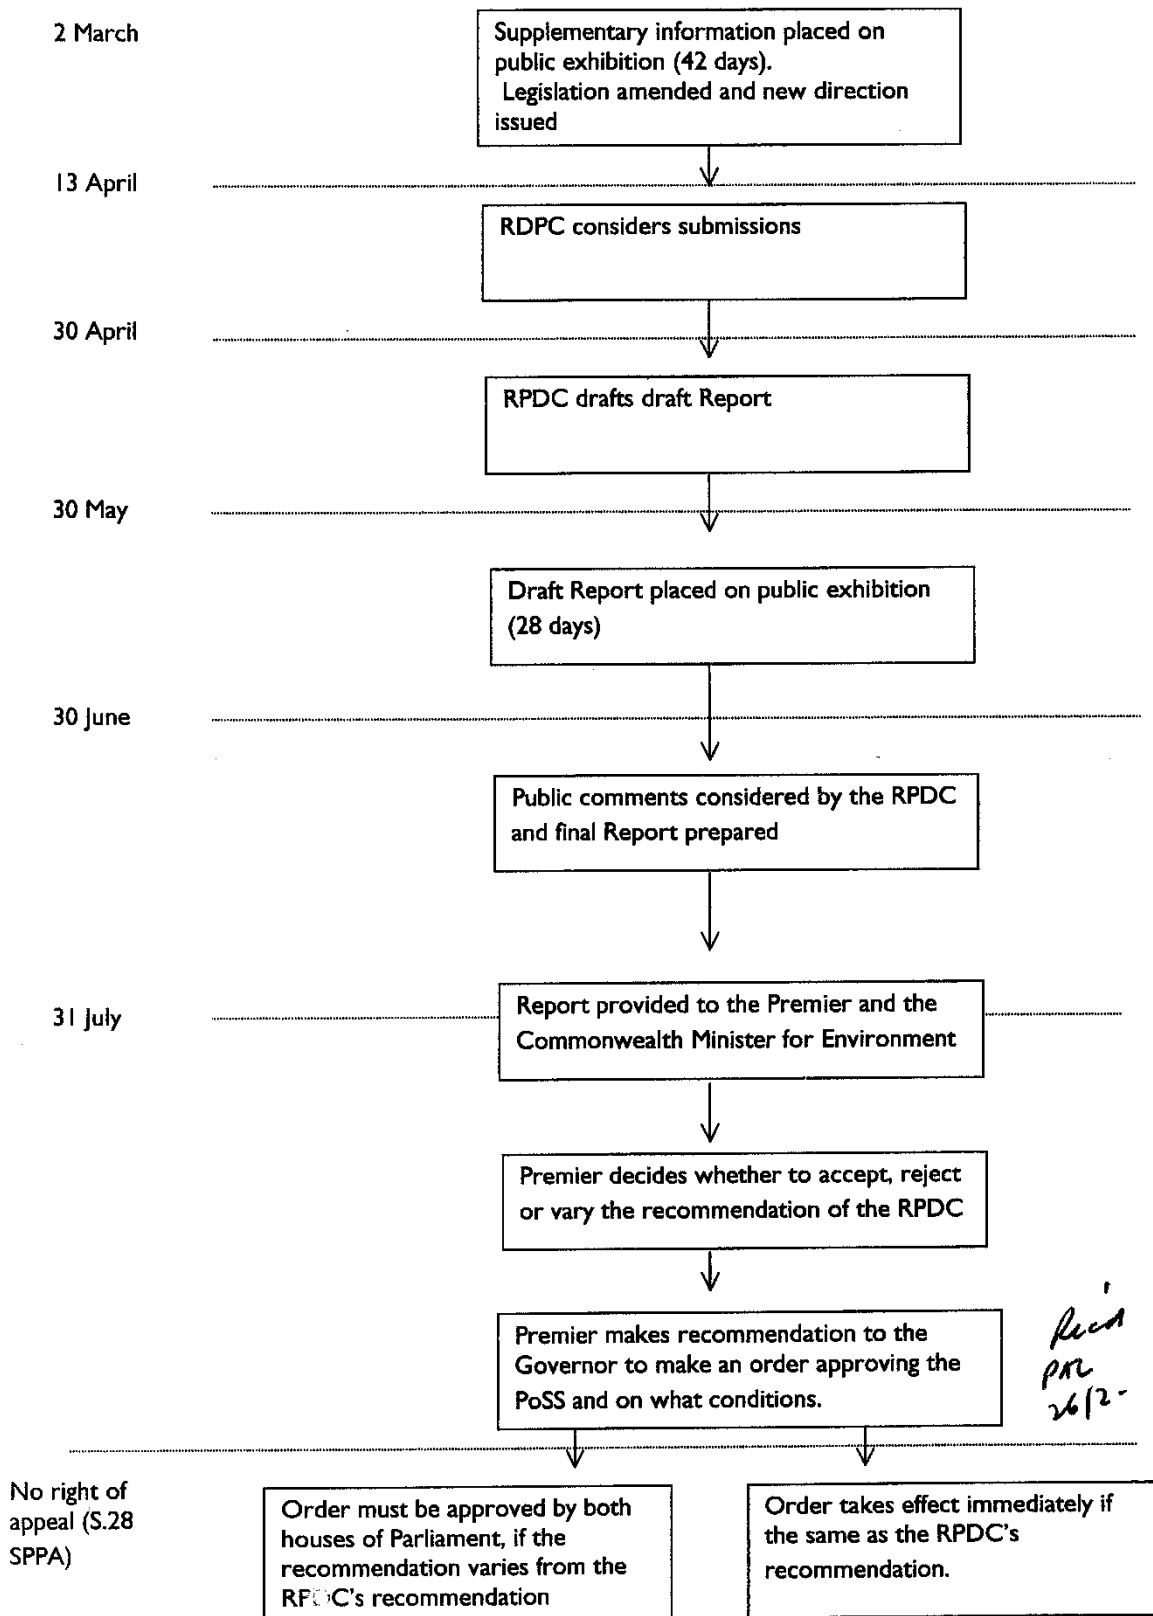 2 March
Supplementary information placed on
public exhibition (42 days).
Legislation amended and new direction
issued
13 April
RDPC considers submissions
30 April
RPDC drafts draft Report
30 May
Draft Report placed on public exhibition
(28 days)
30 June
Public comments considered by the RPDC
and final Report prepared
31 July
Report provided to the Premier and the
Commonwealth Minister for Environment
Premier decides whether to accept, reject
or vary the recommendation of the RPDC
Premier makes recommendation to the
Governor to make an order approving the
PoSS and on what conditions.
26/2-
No right of
appeal (S.28
SPPA)
Order must be approved by both
houses of Parliament, if the
recommendation varies from the
RPDC's recommendation
Order takes effect immediately if
the same as the RPDC's
recommendation.